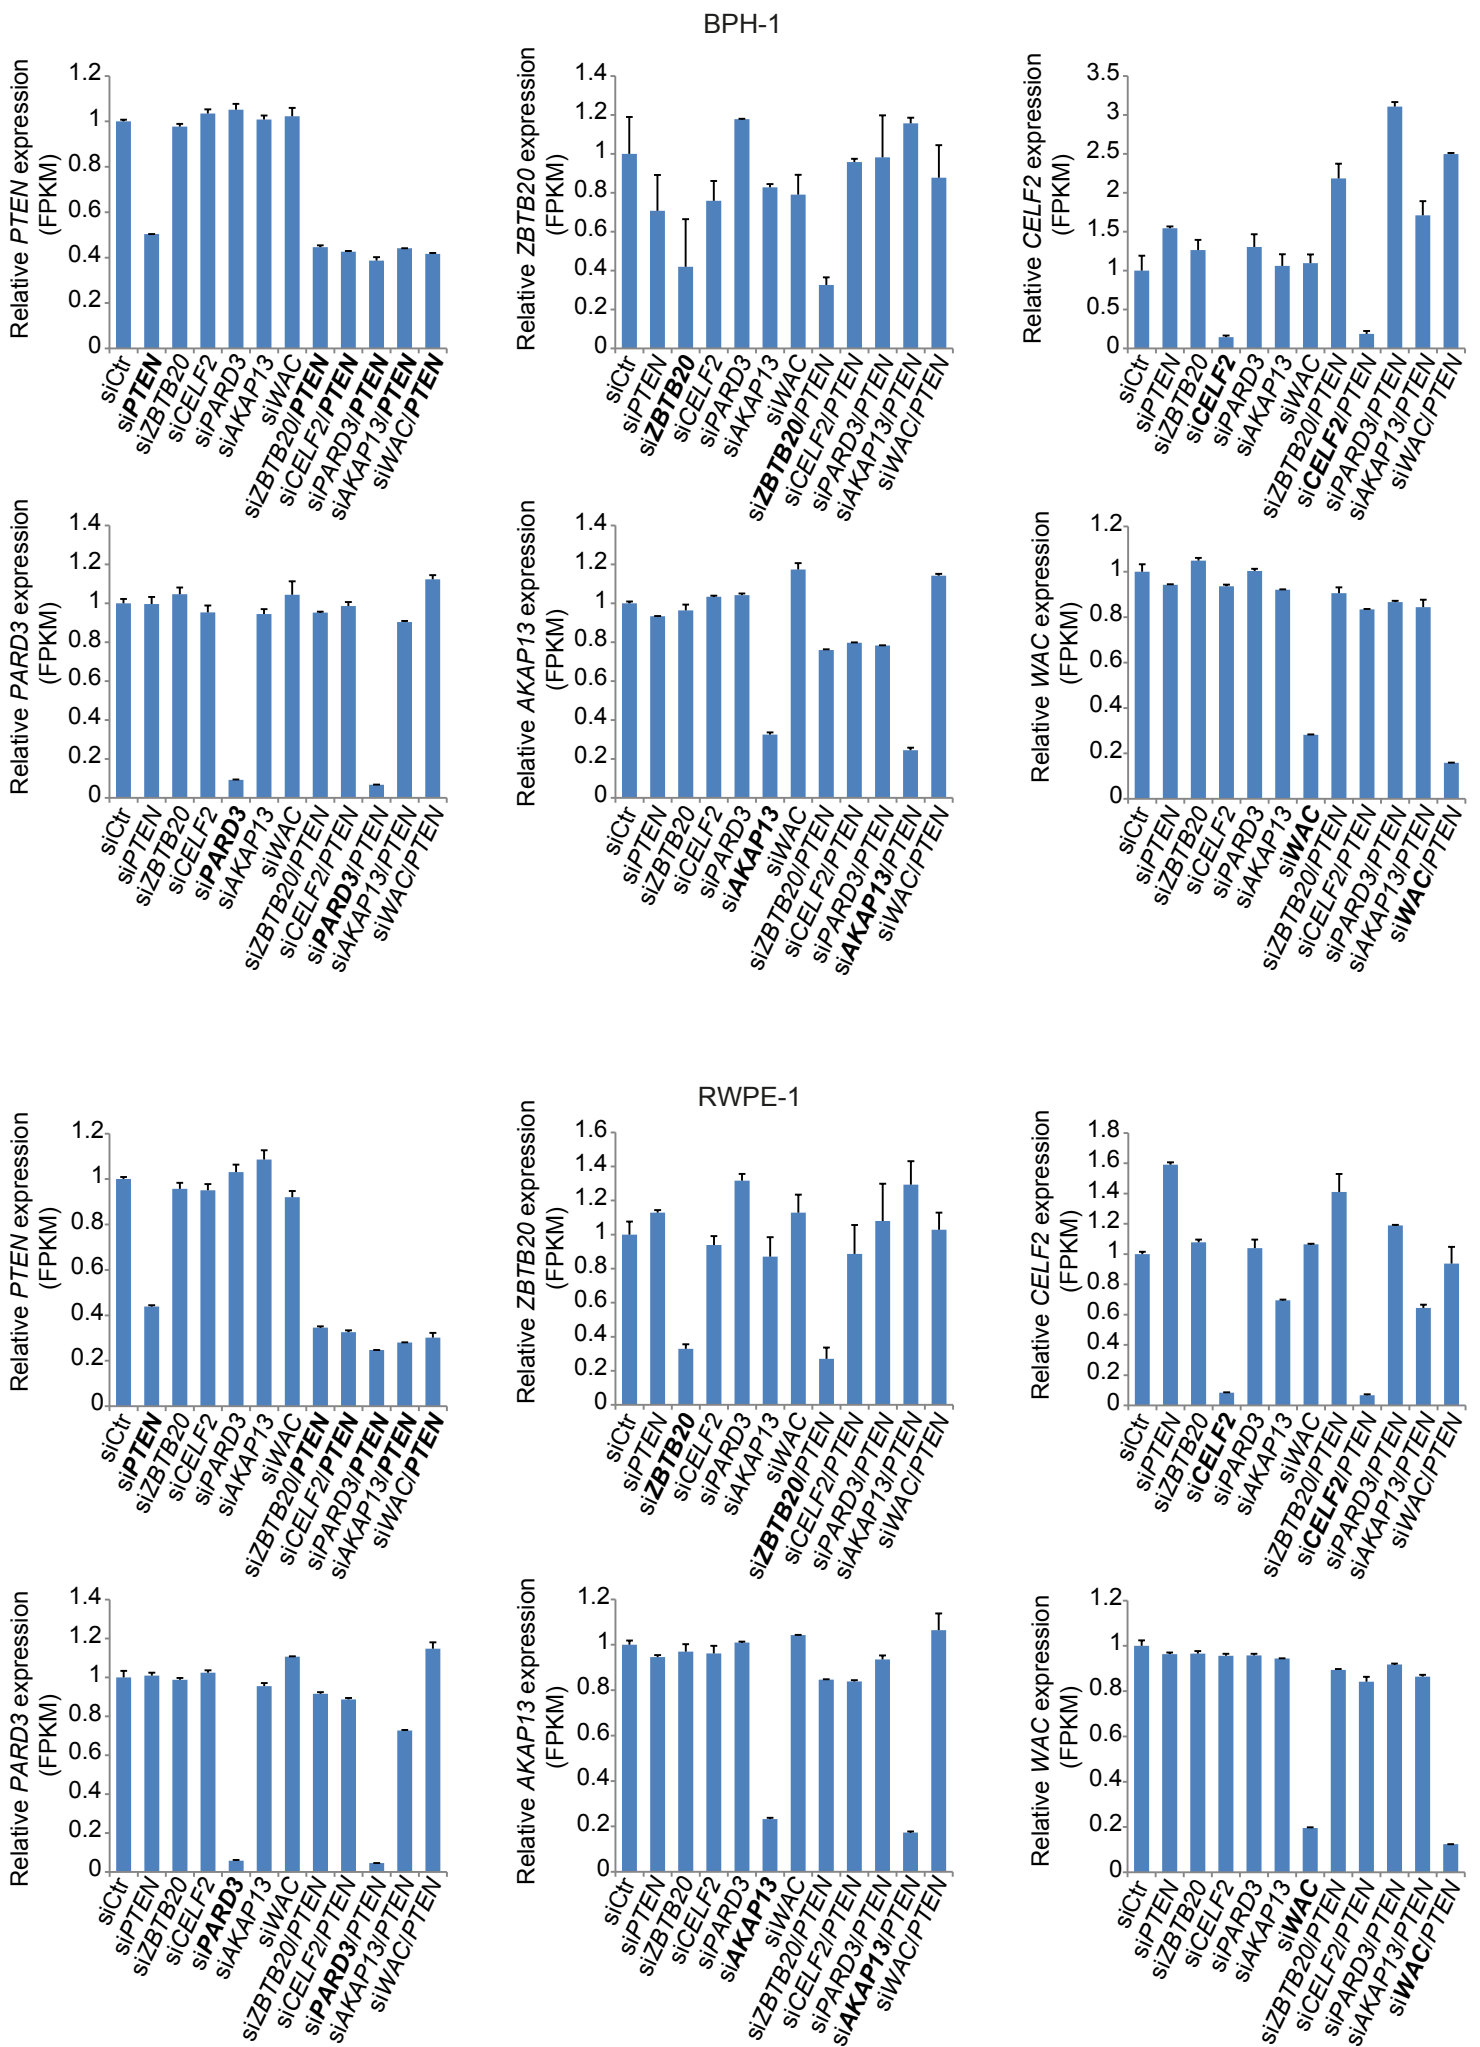 BPH-1
Relative PTEN expression
(FPKM)
1.2
1
0.8
0.6
0.4
0.2
0
siCtr
siPTEN
siZBTB20
siCELF2
siPARD3
siAKAP13
siWAC
siZBTB20/PTEN
siCELF2/PTEN
siPARD3/PTEN
siAKAP13/PTEN
siWAC/PTEN
Relative ZBTB20 expression
(FPKM)
1.4
1.2
1
0.8
0.6
0.4
0.2
0
siCtr
siPTEN
siZBTB20
siCELF2
siPARD3
siAKAP13
siWAC
siZBTB20/PTEN
siCELF2/PTEN
siPARD3/PTEN
siAKAP13/PTEN
siWAC/PTEN
Relative CELF2 expression
(FPKM)
3.5
3
2.5
2
1.5
1
0.5
0
siCtr
siPTEN
siZBTB20
siCELF2
siPARD3
siAKAP13
siWAC
siZBTB20/PTEN
siCELF2/PTEN
siPARD3/PTEN
siAKAP13/PTEN
siWAC/PTEN
Relative PARD3 expression
(FPKM)
1.4
1.2
1
0.8
0.6
0.4
0.2
0
siCtr
siPTEN
siZBTB20
siCELF2
siPARD3
siAKAP13
siWAC
siZBTB20/PTEN
siCELF2/PTEN
siPARD3/PTEN
siAKAP13/PTEN
siWAC/PTEN
Relative AKAP13 expression
(FPKM)
1.4
1.2
1
0.8
0.6
0.4
0.2
0
siCtr
siPTEN
siZBTB20
siCELF2
siPARD3
siAKAP13
siWAC
siZBTB20/PTEN
siCELF2/PTEN
siPARD3/PTEN
siAKAP13/PTEN
siWAC/PTEN
Relative WAC expression
(FPKM)
1.2
1
0.8
0.6
0.4
0.2
0
siCtr
siPTEN
siZBTB20
siCELF2
siPARD3
siAKAP13
siWAC
siZBTB20/PTEN
siCELF2/PTEN
siPARD3/PTEN
siAKAP13/PTEN
siWAC/PTEN
RWPE-1
Relative PTEN expression
(FPKM)
1.2
1
0.8
0.6
0.4
0.2
0
siCtr
siPTEN
siZBTB20
siCELF2
siPARD3
siAKAP13
siWAC
siZBTB20/PTEN
siCELF2/PTEN
siPARD3/PTEN
siAKAP13/PTEN
siWAC/PTEN
Relative ZBTB20 expression
(FPKM)
1.6
1.4
1.2
1
0.8
0.6
0.4
0.2
0
siCtr
siPTEN
siZBTB20
siCELF2
siPARD3
siAKAP13
siWAC
siZBTB20/PTEN
siCELF2/PTEN
siPARD3/PTEN
siAKAP13/PTEN
siWAC/PTEN
Relative CELF2 expression
(FPKM)
1.8
1.6
1.4
1.2
1
0.8
0.6
0.4
0.2
0
siCtr
siPTEN
siZBTB20
siCELF2
siPARD3
siAKAP13
siWAC
siZBTB20/PTEN
siCELF2/PTEN
siPARD3/PTEN
siAKAP13/PTEN
siWAC/PTEN
Relative PARD3 expression
(FPKM)
1.4
1.2
1
0.8
0.6
0.4
0.2
0
siCtr
siPTEN
siZBTB20
siCELF2
siPARD3
siAKAP13
siWAC
siZBTB20/PTEN
siCELF2/PTEN
siPARD3/PTEN
siAKAP13/PTEN
siWAC/PTEN
Relative AKAP13 expression
(FPKM)
1.2
1
0.8
0.6
0.4
0.2
0
siCtr
siPTEN
siZBTB20
siCELF2
siPARD3
siAKAP13
siWAC
siZBTB20/PTEN
siCELF2/PTEN
siPARD3/PTEN
siAKAP13/PTEN
siWAC/PTEN
Relative WAC expression
(FPKM)
1.2
1
0.8
0.6
0.4
0.2
0
siCtr
siPTEN
siZBTB20
siCELF2
siPARD3
siAKAP13
siWAC
siZBTB20/PTEN
siCELF2/PTEN
siPARD3/PTEN
siAKAP13/PTEN
siWAC/PTEN